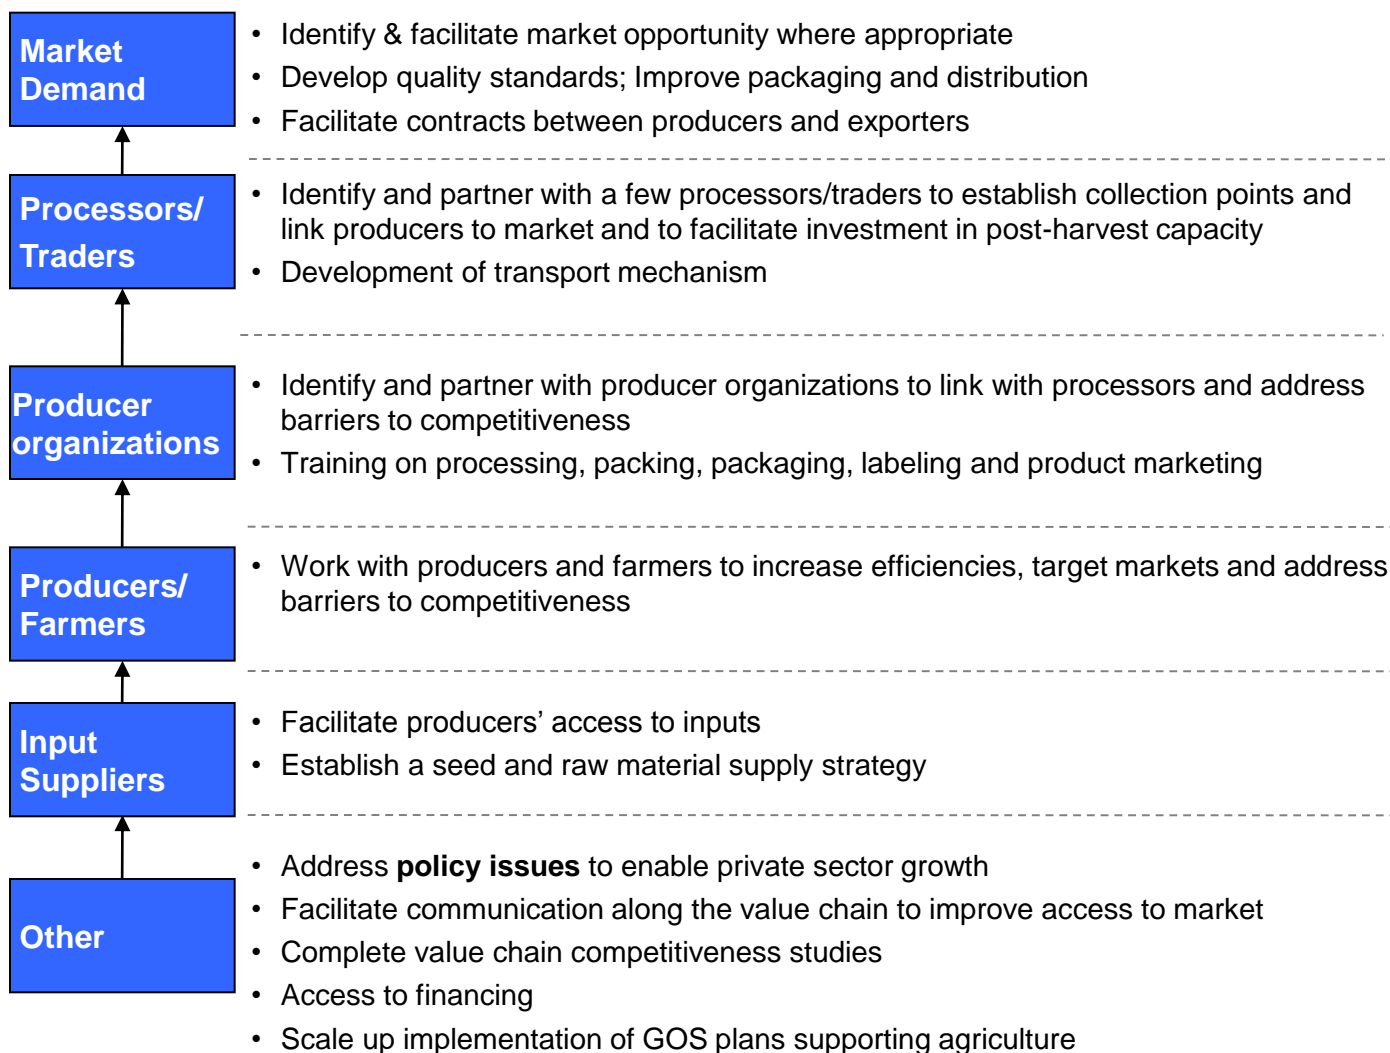 Market
Demand
• Identify & facilitate market opportunity where appropriate
• Develop quality standards; Improve packaging and distribution
• Facilitate contracts between producers and exporters
Processors/
Traders
• Identify and partner with a few processors/traders to establish collection points and
link producers to market and to facilitate investment in post-harvest capacity
• Development of transport mechanism
Producer
organizations
• Identify and partner with producer organizations to link with processors and address
barriers to competitiveness
• Training on processing, packing, packaging, labeling and product marketing
Producers/
Farmers
• Work with producers and farmers to increase efficiencies, target markets and address
barriers to competitiveness
Input
Suppliers
• Facilitate producers’ access to inputs
• Establish a seed and raw material supply strategy
Other
• Address policy issues to enable private sector growth
• Facilitate communication along the value chain to improve access to market
• Complete value chain competitiveness studies
• Access to financing
• Scale up implementation of GOS plans supporting agriculture